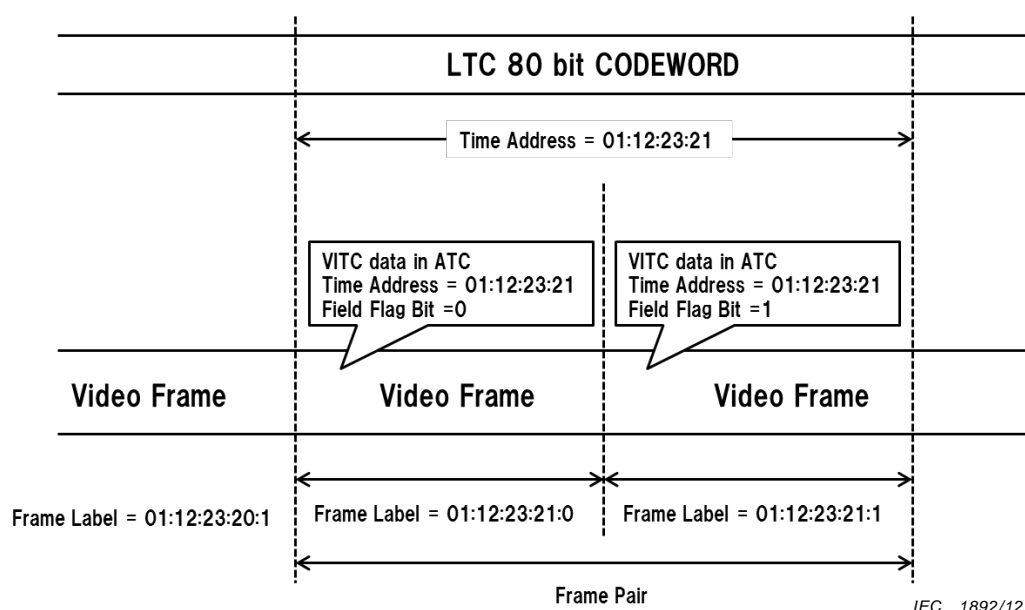 LTC 80 bit CODEWORD
Time Address = 01:12:23:21
VITC data in ATC
Time Address = 01:12:23:21
Field Flag Bit =0
VITC data in ATC
Time Address = 01:12:23:21
Field Flag Bit =1
Video Frame
Video Frame
Video Frame
Frame Label = 01:12:23:20:1
Frame Label = 01:12:23:21:0
Frame Label = 01:12:23:21:1
Frame Pair
IEC 1892/12